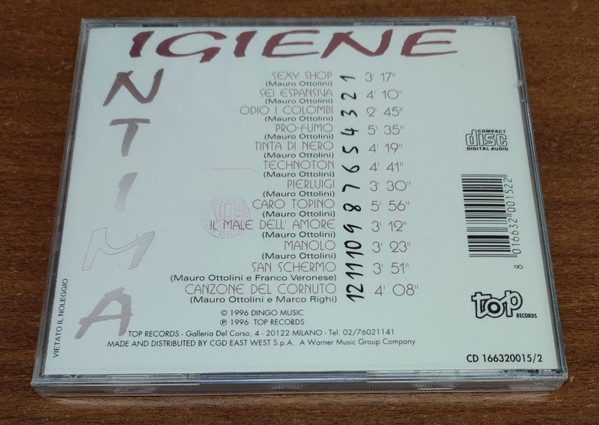 IGIENE
INTIMA
SEXY SHOP 1 3' 17"
(Mauro Ottolini)
SEI ESPANSIVA 2 4' 10"
(Mauro Ottolini)
ODIO I COLOMBI 3 2' 45"
(Mauro Ottolini)
PRO-FUMO 4 5' 35"
(Mauro Ottolini)
TINTA DI NERO 5 4' 19"
(Mauro Ottolini)
TECHNOTON 6 4' 41"
(Mauro Ottolini)
PIERLUIGI 7 3' 30"
(Mauro Ottolini)
CARO TOPINO 8 5' 56"
(Mauro Ottolini)
IL MALE DELL' AMORE 9 3' 12"
(Mauro Ottolini)
MANOLO 10 3' 23"
(Mauro Ottolini)
SAN SCHERMO 11 3' 51"
(Mauro Ottolini e Franco Veronese)
CANZONE DEL CORNUTO 12 4' 08"
(Mauro Ottolini e Marco Righi)
© 1996 DINGO MUSIC
℗ 1996 TOP RECORDS
TOP RECORDS - Galleria Del Corso, 4 - 20122 MILANO - Tel. 02/76021141
MADE AND DISTRIBUTED BY CGD EAST WEST S.p.A. A Warner Music Group Company
VIETATO IL NOLEGGIO
COMPACT
disc
DIGITAL AUDIO
8 016632 001522
top
RECORDS
CD 166320015/2